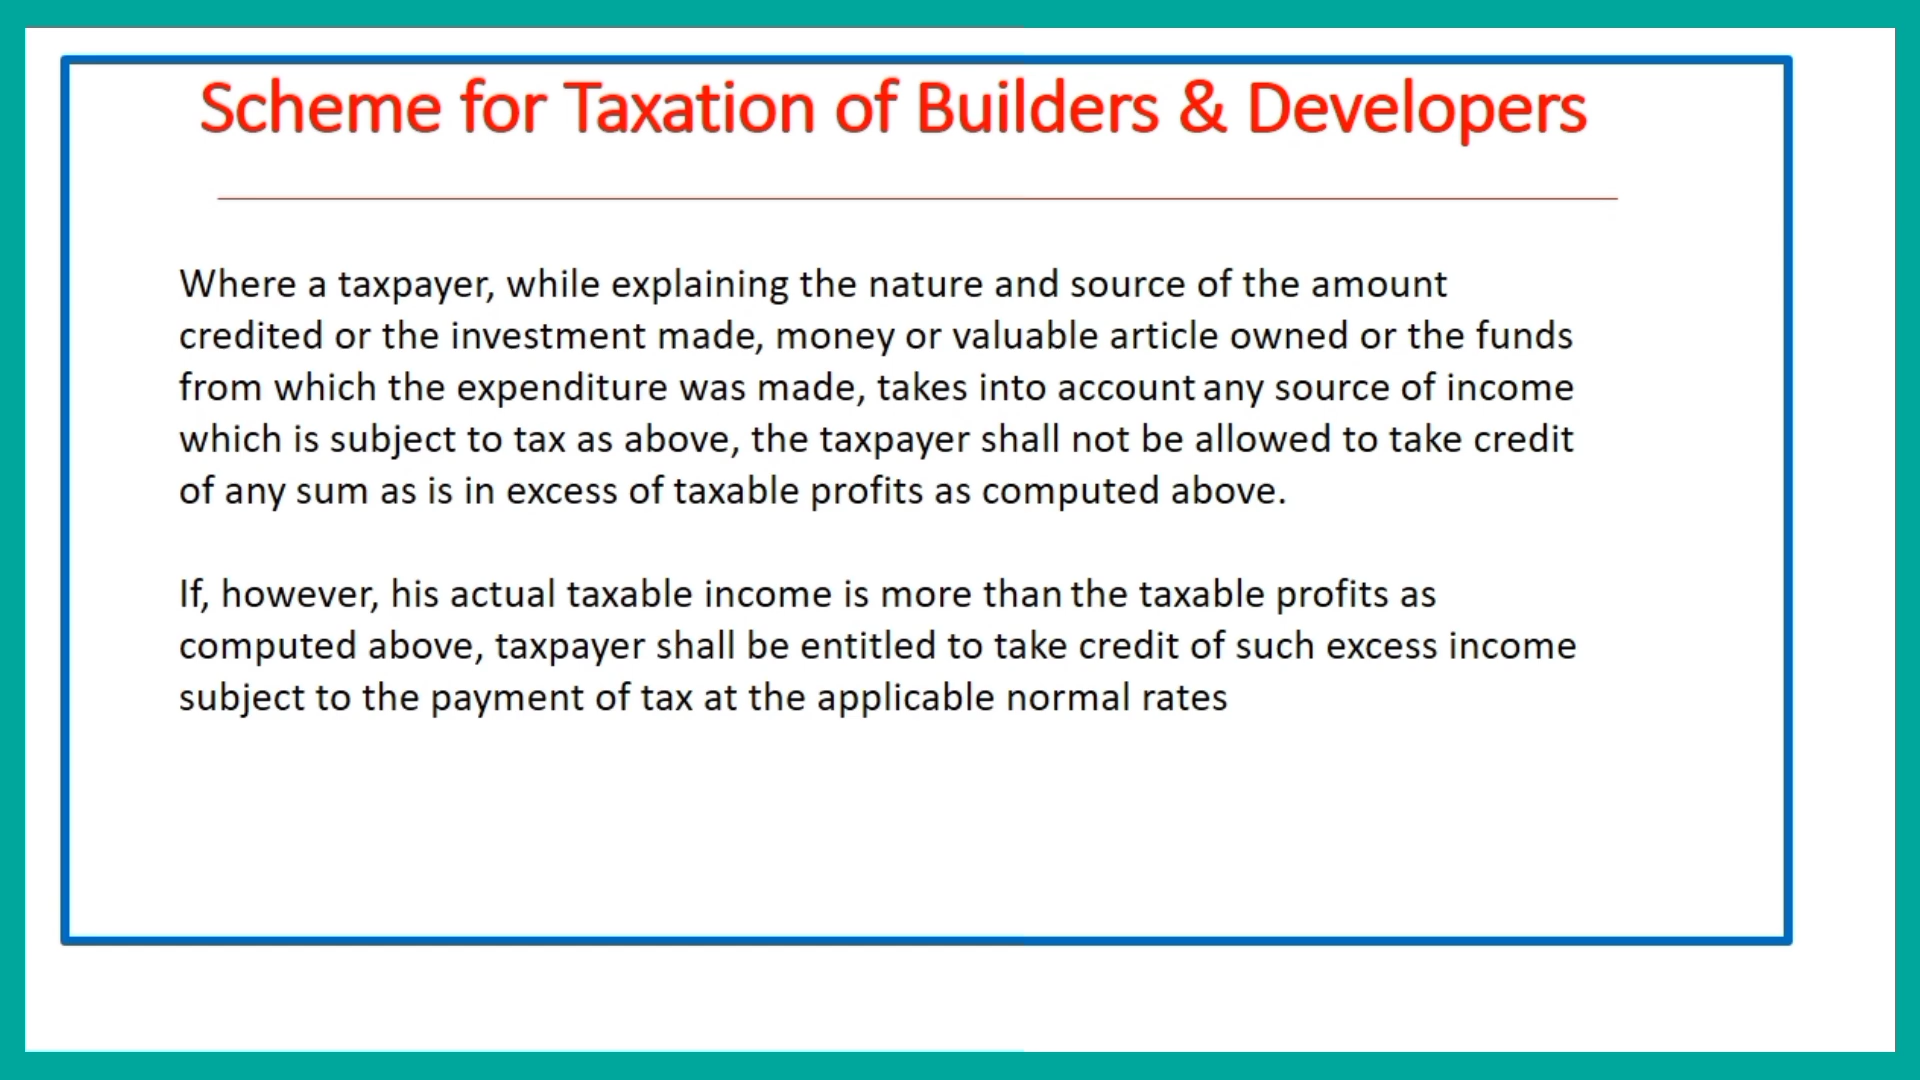 Scheme for Taxation of Builders & Developers
Where a taxpayer, while explaining the nature and source of the amount
credited or the investment made, money or valuable article owned or the funds
from which the expenditure was made, takes into account any source of income
which is subject to tax as above, the taxpayer shall not be allowed to take credit
of any sum as is in excess of taxable profits as computed above.
If, however, his actual taxable income is more than the taxable profits as
computed above, taxpayer shall be entitled to take credit of such excess income
subject to the payment of tax at the applicable normal rates